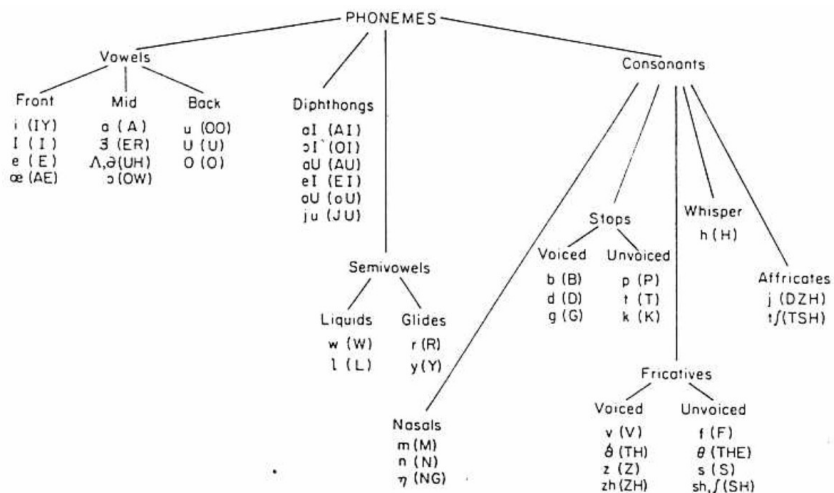 PHONEMES
Vowels
Consonants
Front Mid Back
i (IY) a (A) u (OO)
I (I) ɝ (ER) U (U)
e (E) Λ,ə(UH) O (O)
æ (AE) ɔ(OW)
Diphthongs
aI (AI)
ɔI` (OI)
aU (AU)
eI (EI)
oU (oU)
ju (JU)
Semivowels
Liquids Glides
w (W) r (R)
l (L) y (Y)
Nasals
m (M)
n (N)
η (NG)
Stops
Voiced Unvoiced
b (B) p (P)
d (D) t (T)
g (G) k (K)
Whisper
h (H)
Affricates
j (DZH)
t∫(TSH)
Fricatives
Voiced Unvoiced
v (V) f (F)
ð (TH) θ (THE)
z (Z) s (S)
zh (ZH) sh,∫ (SH)